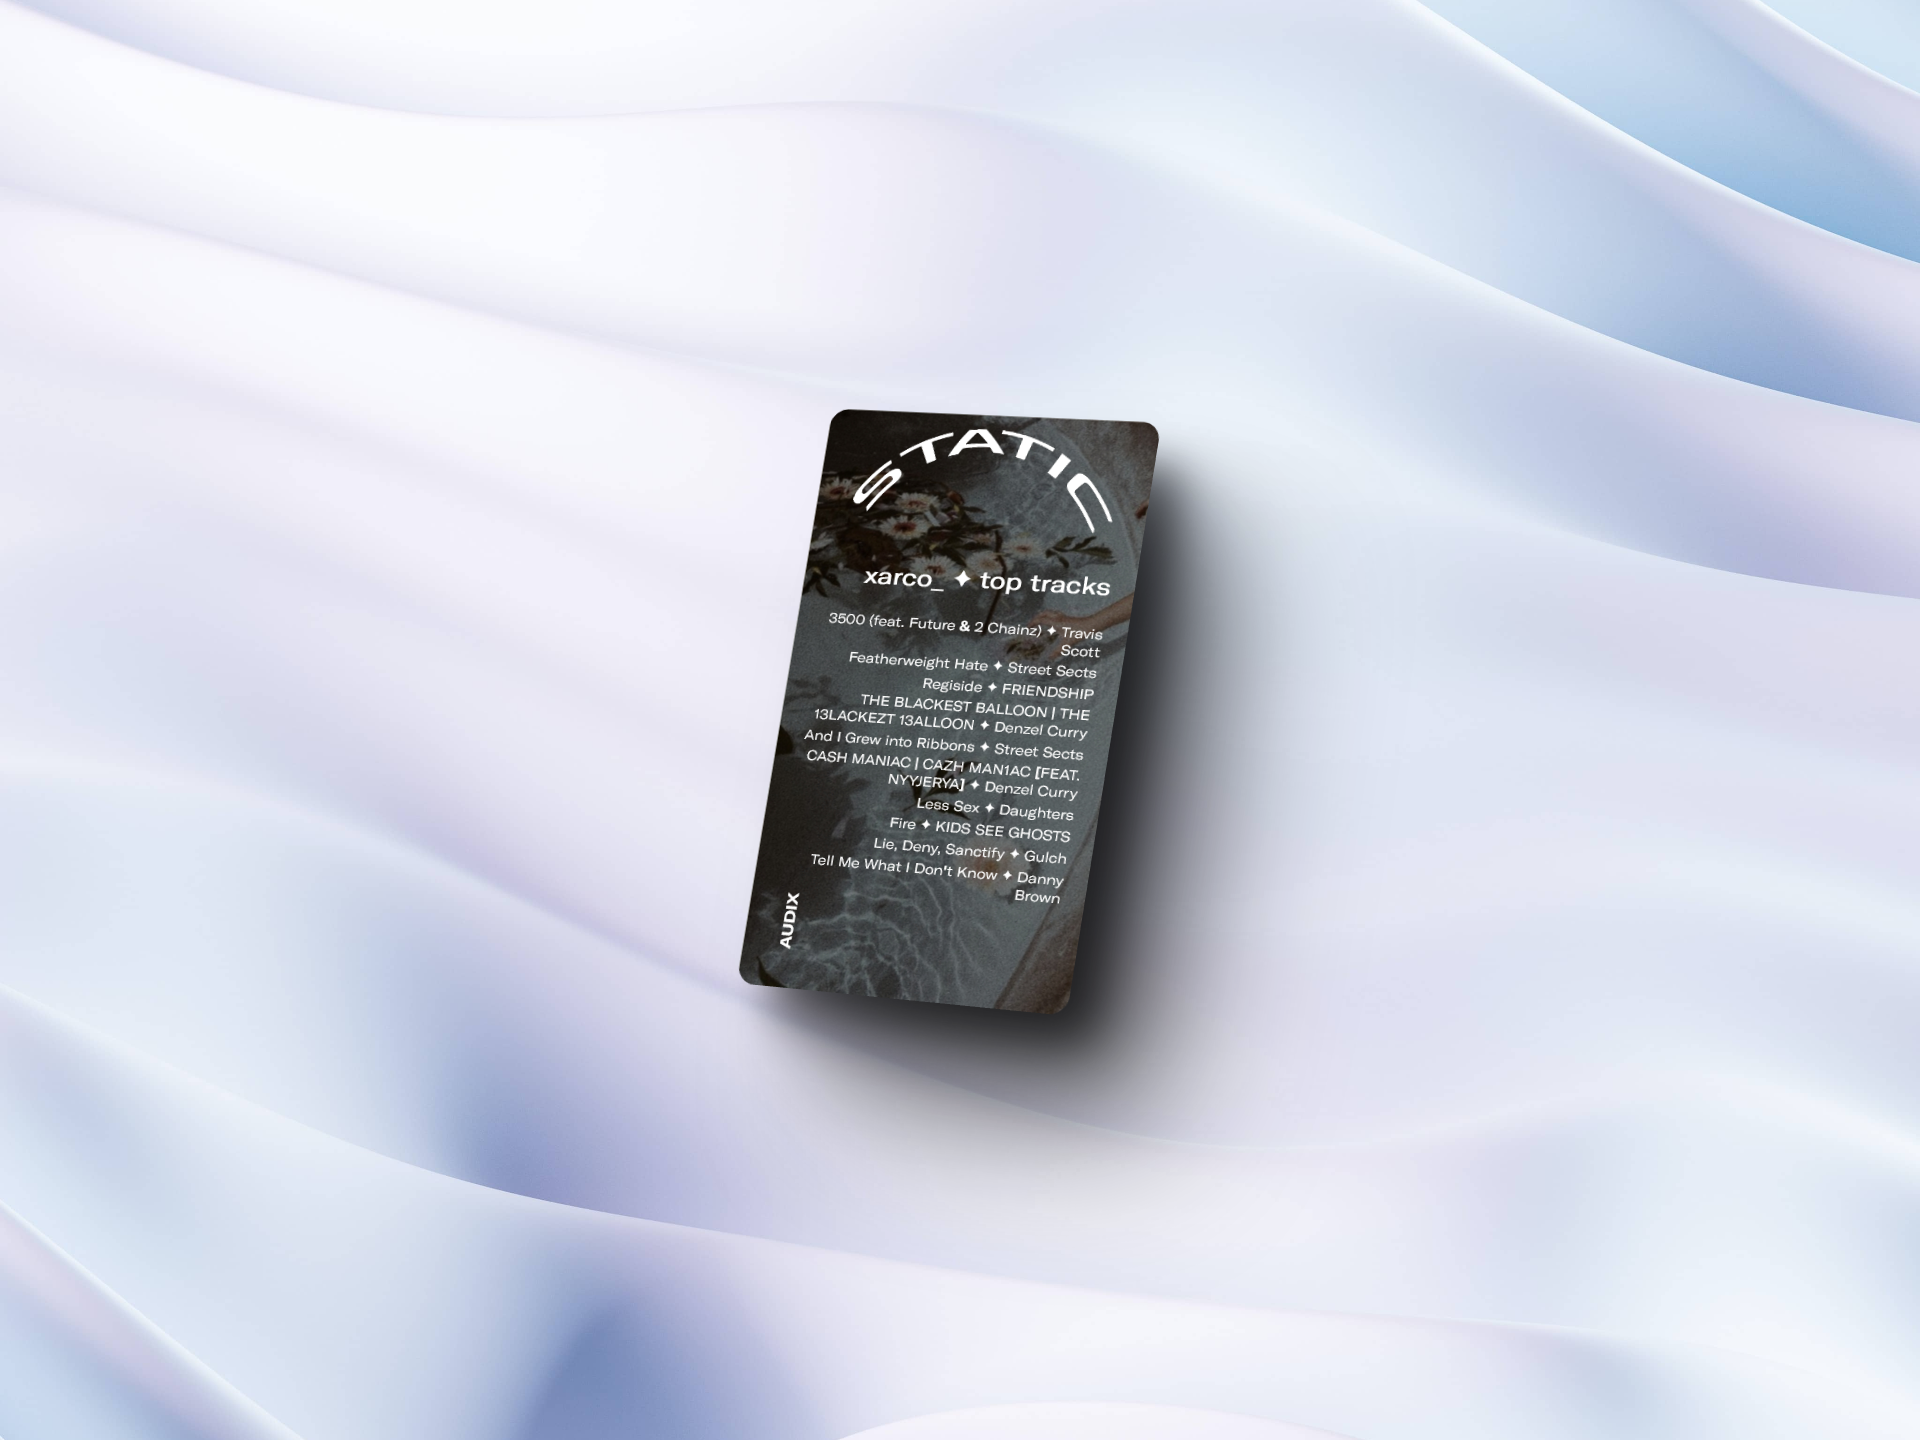 STATIC
xarco_ ✦ top tracks
3500 (feat. Future & 2 Chainz) ✦ Travis
Scott
Featherweight Hate ✦ Street Sects
Regiside ✦ FRIENDSHIP
THE BLACKEST BALLOON | THE
13LACKEZT 13ALLOON ✦ Denzel Curry
And I Grew into Ribbons ✦ Street Sects
CASH MANIAC | CAZH MAN1AC [FEAT.
NYYJERYA] ✦ Denzel Curry
Less Sex ✦ Daughters
Fire ✦ KIDS SEE GHOSTS
Lie, Deny, Sanctify ✦ Gulch
Tell Me What I Don't Know ✦ Danny
Brown
AUDIX